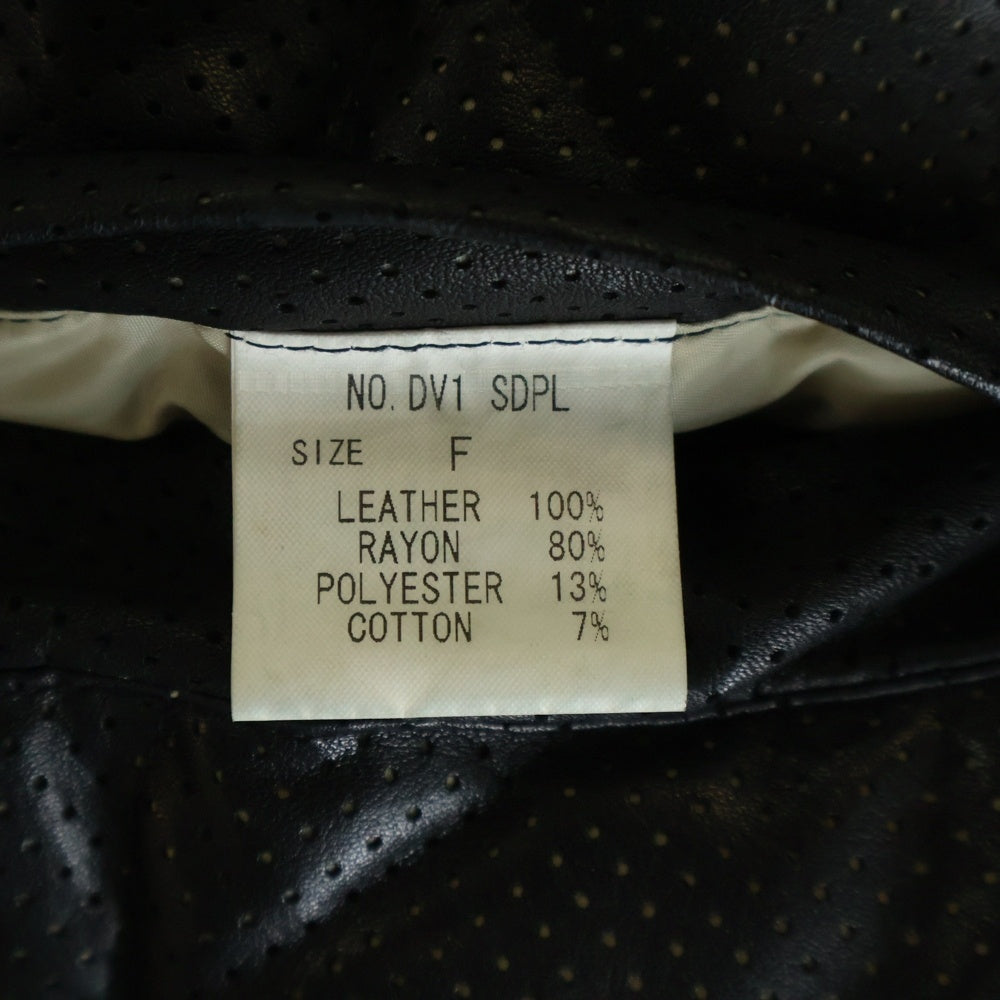 NO. DV1 SDPL
SIZE F
LEATHER 100%
RAYON 80%
POLYESTER 13%
COTTON 7%